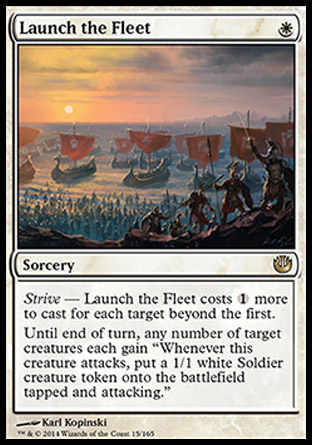 Launch the Fleet
Sorcery
Strive — Launch the Fleet costs 1 more
to cast for each target beyond the first.
Until end of turn, any number of target
creatures each gain “Whenever this
creature attacks, put a 1/1 white Soldier
creature token onto the battlefield
tapped and attacking.”
Karl Kopinski
™ & © 2014 Wizards of the Coast 15/165